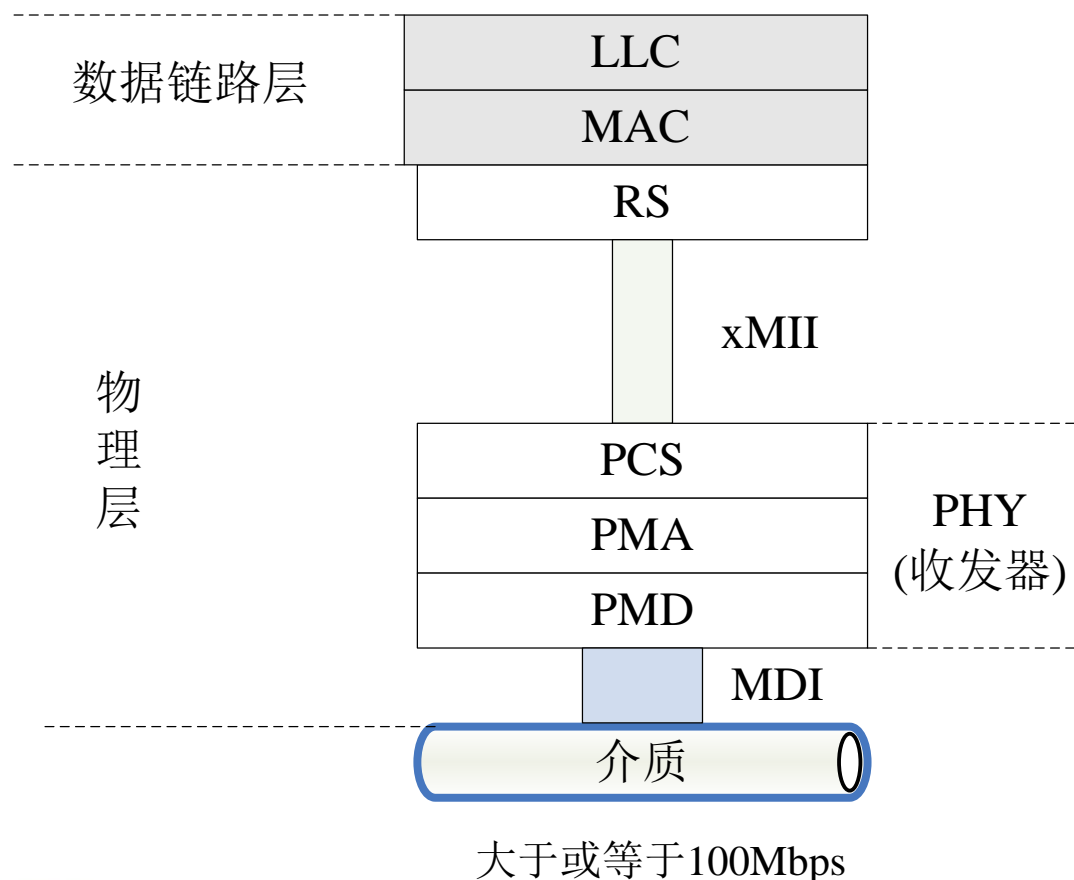 LLC
数据链路层
MAC
RS
xMII
物
理
层
PCS
PMA
PHY
(收发器)
PMD
MDI
介质
大于或等于100Mbps